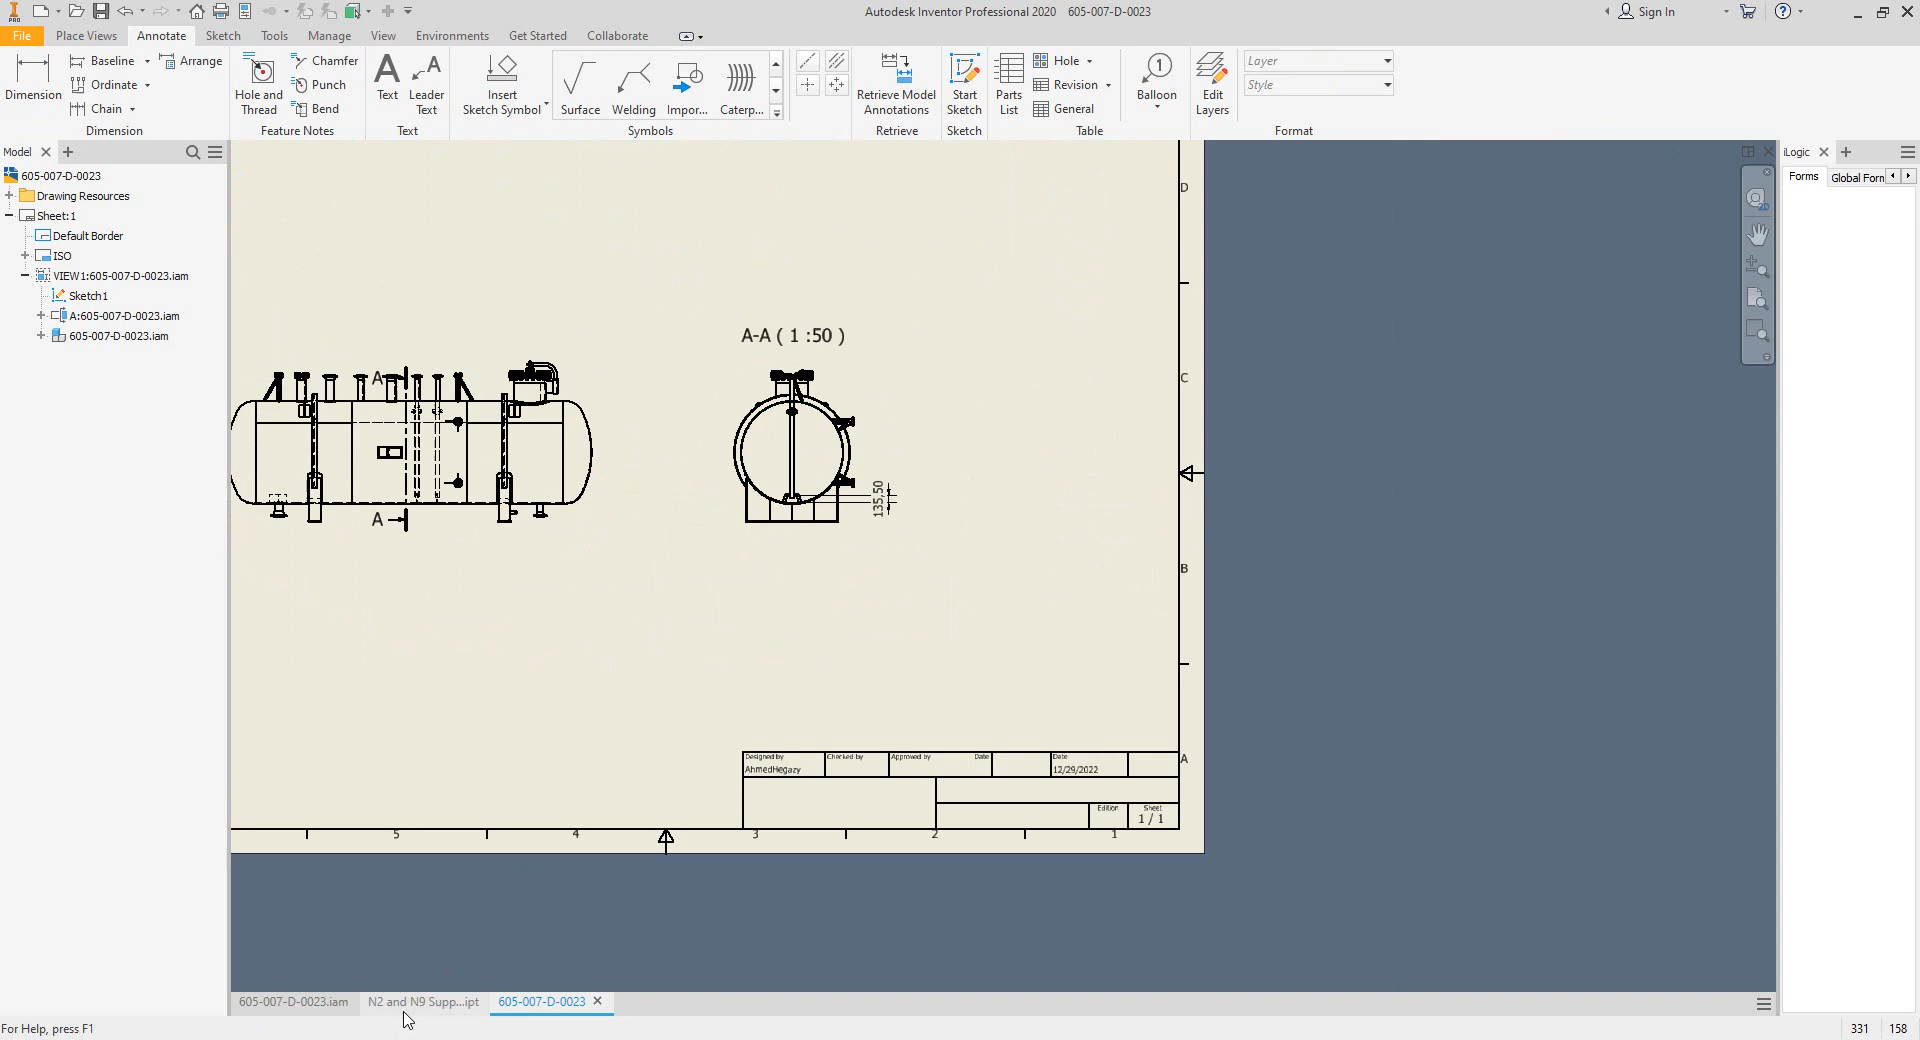 PRO
Autodesk Inventor Professional 2020 605-007-D-0023
Sign In
File Place Views Annotate Sketch Tools Manage View Environments Get Started Collaborate
Dimension
Baseline
Ordinate
Chain
Arrange
Dimension
Hole and
Thread
Chamfer
Punch
Bend
Feature Notes
Text
Leader
Text
Text
Insert
Sketch Symbol
Surface
Welding
Impor...
Caterp...
Symbols
Retrieve Model
Annotations
Retrieve
Start
Sketch
Sketch
Parts
List
Hole
Revision
General
Table
Balloon
Edit
Layers
Layer
Style
Format
Model
605-007-D-0023
Drawing Resources
Sheet:1
Default Border
ISO
VIEW1:605-007-D-0023.iam
Sketch1
A:605-007-D-0023.iam
605-007-D-0023.iam
iLogic
Forms
Global Forn
D
A-A ( 1 :50 )
C
A
135,50
A
B
A
Designed by
AhmedHegazy
Checked by
Approved by
Date
Date
12/29/2022
Edition
Sheet
1 / 1
5 4 3 2 1
605-007-D-0023.iam
N2 and N9 Supp...ipt
605-007-D-0023
For Help, press F1
331 158